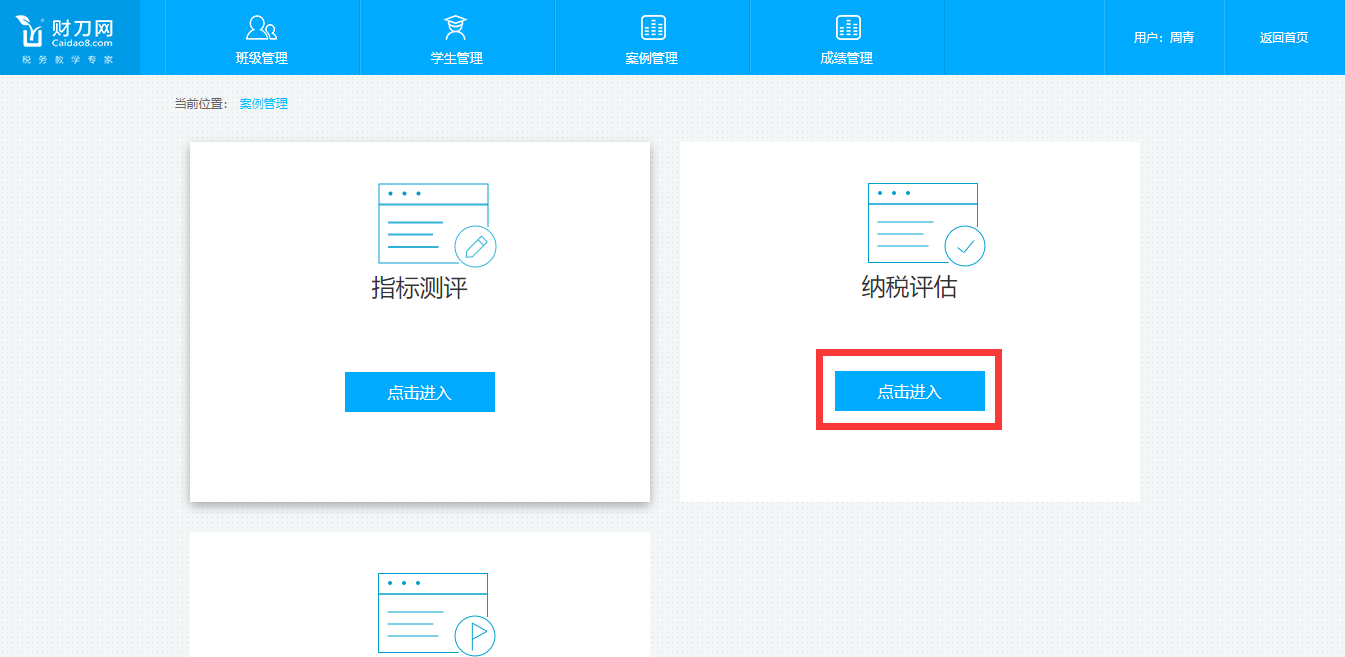 财刀网
Caidao8.com
税务教学专家
班级管理
学生管理
案例管理
成绩管理
用户：周青
返回首页
当前位置： 案例管理
指标测评
点击进入
纳税评估
点击进入